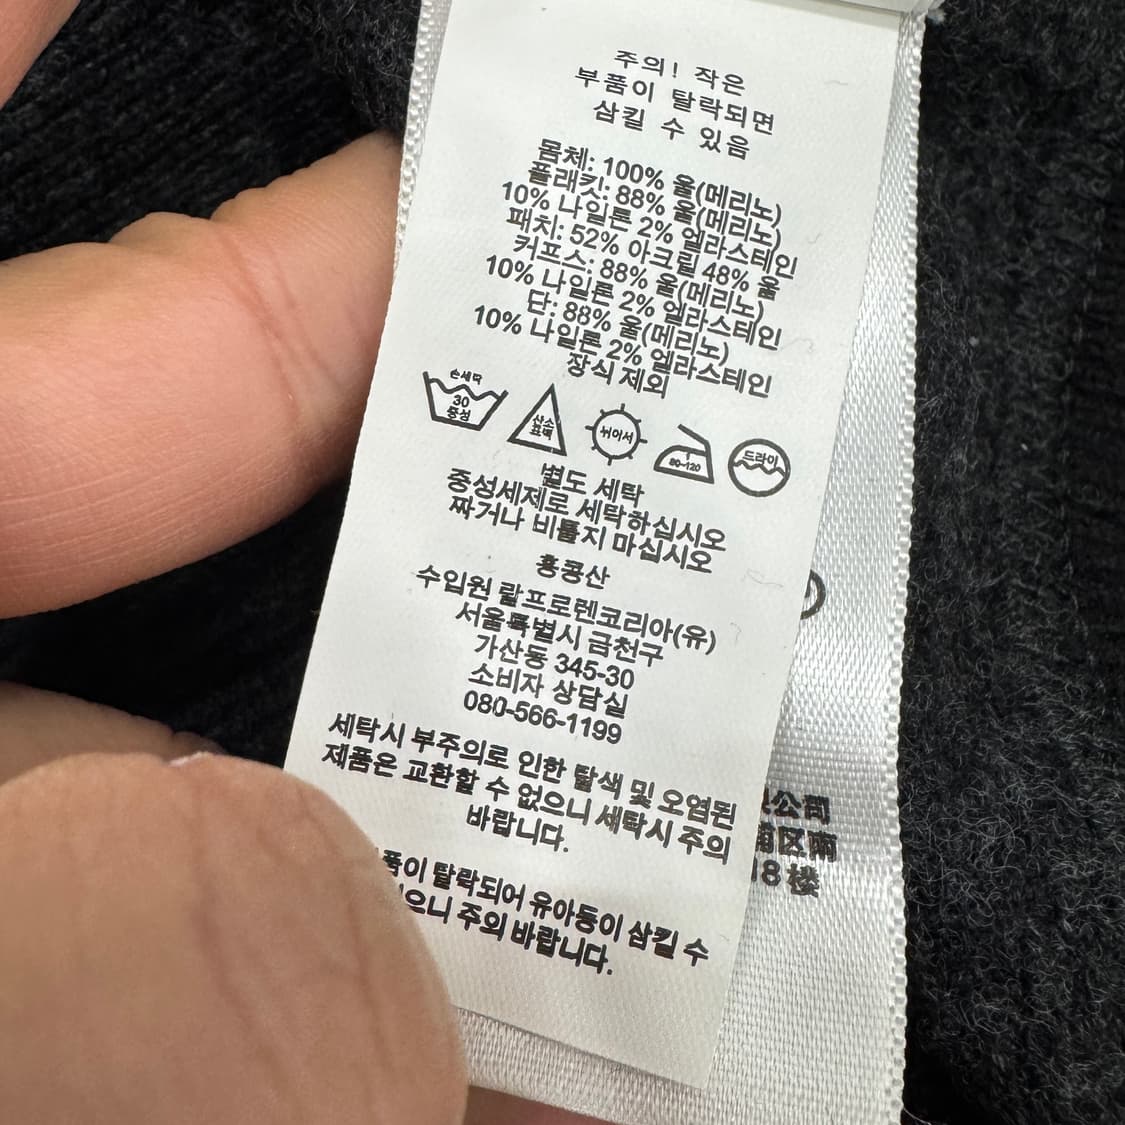 주의! 작은
부품이 탈락되면
삼킬 수 있음
몸체: 100% 울(메리노)
플래킷: 88% 울(메리노)
10% 나일론 2% 엘라스테인
패치: 52% 아크릴 48% 울
커프스: 88% 울(메리노)
10% 나일론 2% 엘라스테인
단: 88% 울(메리노)
10% 나일론 2% 엘라스테인
장식 제외
손세탁
30
중성
산소
표백
뉘어서
80~120
드라이
별도 세탁
중성세제로 세탁하십시오
짜거나 비틀지 마십시오
홍콩산
수입원 랄프로렌코리아(유)
서울특별시 금천구
가산동 345-30
소비자 상담실
080-566-1199
세탁시 부주의로 인한 탈색 및 오염된
제품은 교환할 수 없으니 세탁시 주의
바랍니다.
탈락되어 유아등이 삼킬 수
주의 바랍니다.
公司
区
18楼